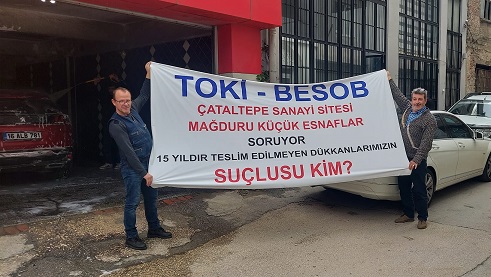 TOKİ - BESOB
ÇATALTEPE SANAYİ SİTESİ
MAĞDURU KÜÇÜK ESNAFLAR
SORUYOR
15 YILDIR TESLİM EDİLMEYEN DÜKKANLARIMIZIN
SUÇLUSU KİM?